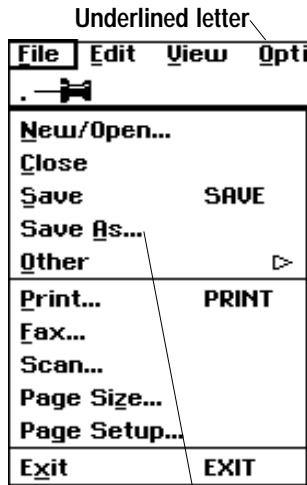 Underlined letter
File Edit View Opti
New/Open...
Close
Save SAVE
Save As...
Other
Print... PRINT
Fax...
Scan...
Page Size...
Page Setup...
Exit EXIT